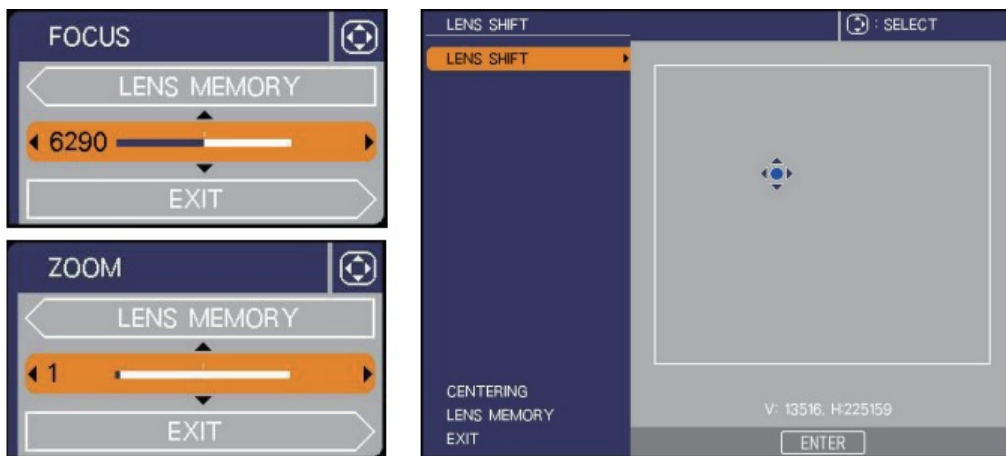 FOCUS
LENS MEMORY
6290
EXIT
ZOOM
LENS MEMORY
1
EXIT
LENS SHIFT
: SELECT
LENS SHIFT
CENTERING
LENS MEMORY
EXIT
V: 13516, H:225159
ENTER